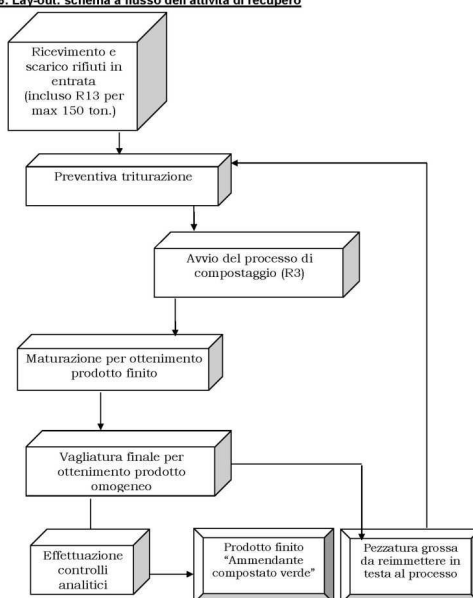 Lay-out: schema a flusso dell'attività di recupero
Ricevimento e
scarico rifiuti in
entrata
(incluso R13 per
max 150 ton.)
Preventiva triturazione
Avvio del processo di
compostaggio (R3)
Maturazione per ottenimento
prodotto finito
Vagliatura finale per
ottenimento prodotto
omogeneo
Effettuazione
controlli
analitici
Prodotto finito
“Ammendante
compostato verde”
Pezzatura grossa
da reimmettere in
testa al processo